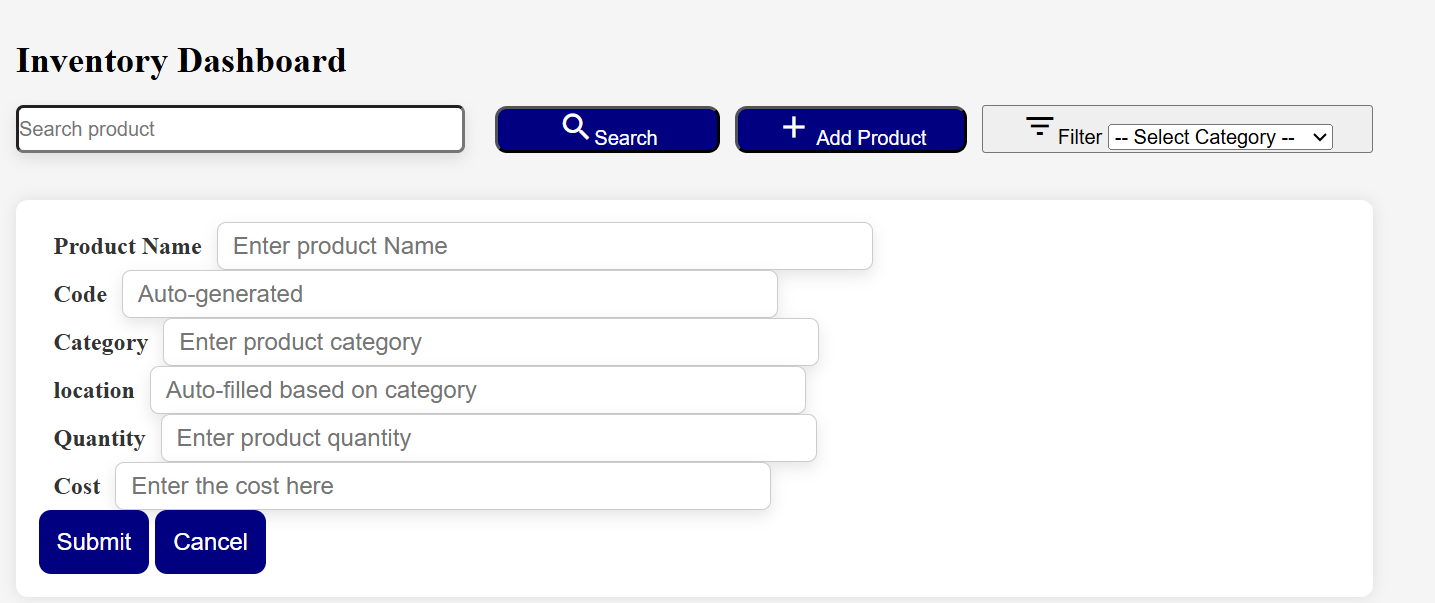 Inventory Dashboard
Search product Search Add Product Filter -- Select Category --
Product Name Enter product Name
Code Auto-generated
Category Enter product category
location Auto-filled based on category
Quantity Enter product quantity
Cost Enter the cost here
Submit Cancel